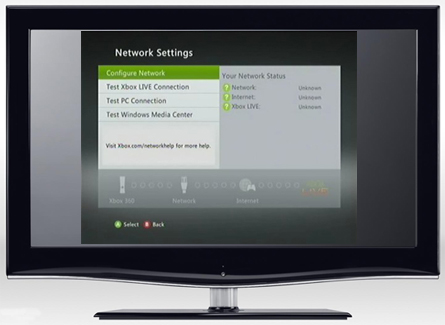 Network Settings
Configure Network
Test Xbox LIVE Connection
Test PC Connection
Test Windows Media Center
Visit Xbox.com/networkhelp for more help.
Your Network Status
? Network: Unknown
? Internet: Unknown
? Xbox LIVE: Unknown
Xbox 360 Network Internet
A Select B Back